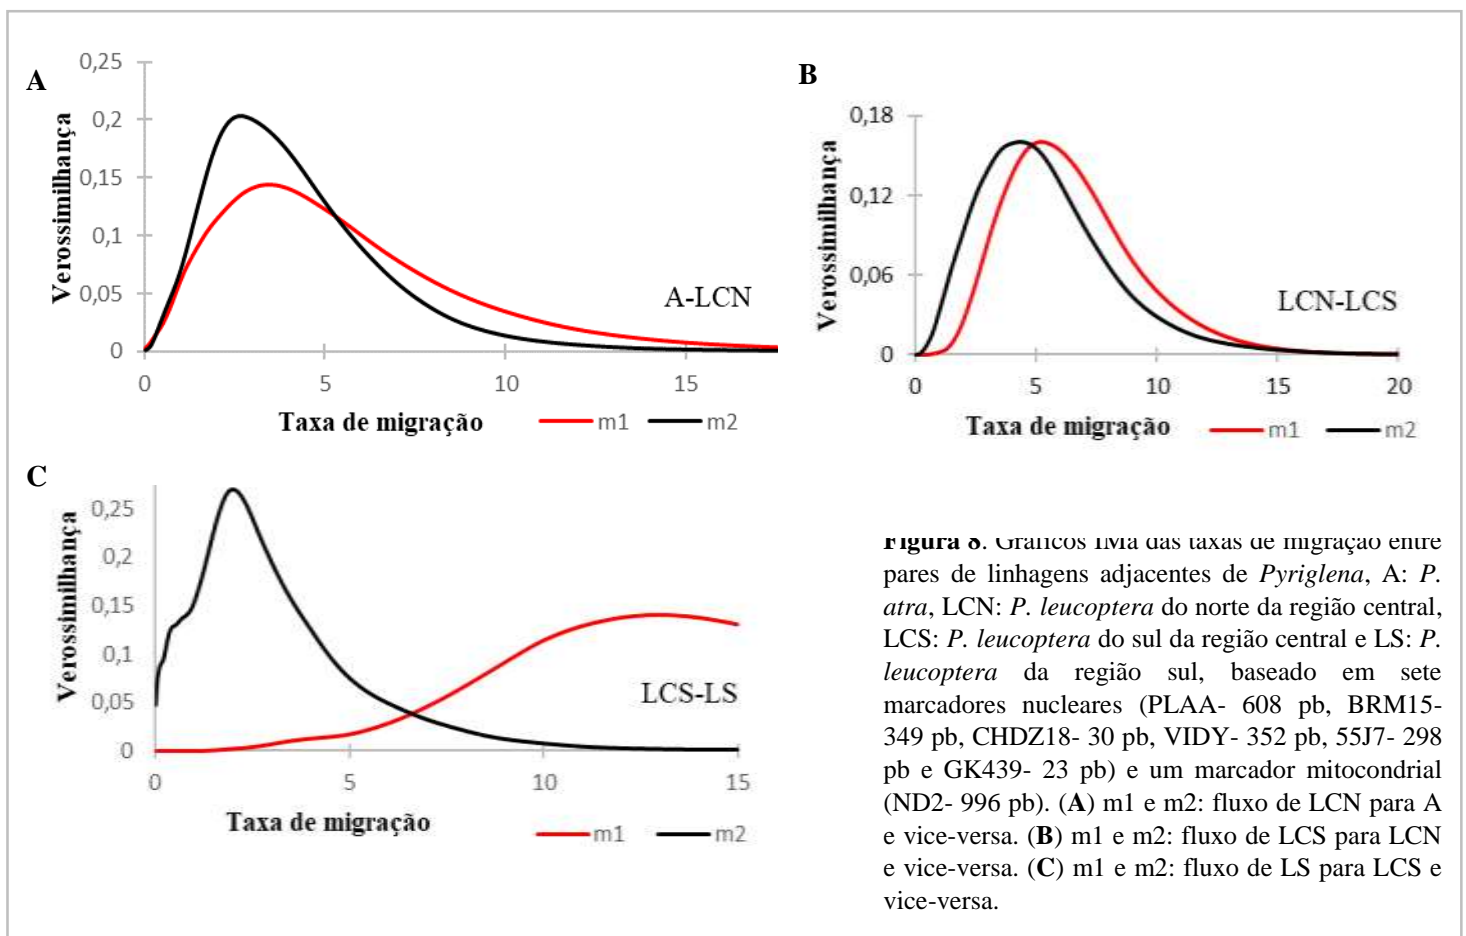 A
0,25
0,2
0,15
0,1
0,05
0
Verossimilhança
A-LCN
0 5 10 15
Taxa de migração
m1 m2
B
0,18
0,12
0,06
0
Verossimilhança
LCN-LCS
0 5 10 15 20
Taxa de migração
m1 m2
C
0,25
0,2
0,15
0,1
0,05
0
Verossimilhança
LCS-LS
0 5 10 15
Taxa de migração
m1 m2
Figura 8. Gráficos IMa das taxas de migração entre
pares de linhagens adjacentes de Pyriglena, A: P.
atra, LCN: P. leucoptera do norte da região central,
LCS: P. leucoptera do sul da região central e LS: P.
leucoptera da região sul, baseado em sete
marcadores nucleares (PLAA- 608 pb, BRM15-
349 pb, CHDZ18- 30 pb, VIDY- 352 pb, 55J7- 298
pb e GK439- 23 pb) e um marcador mitocondrial
(ND2- 996 pb). (A) m1 e m2: fluxo de LCN para A
e vice-versa. (B) m1 e m2: fluxo de LCS para LCN
e vice-versa. (C) m1 e m2: fluxo de LS para LCS e
vice-versa.